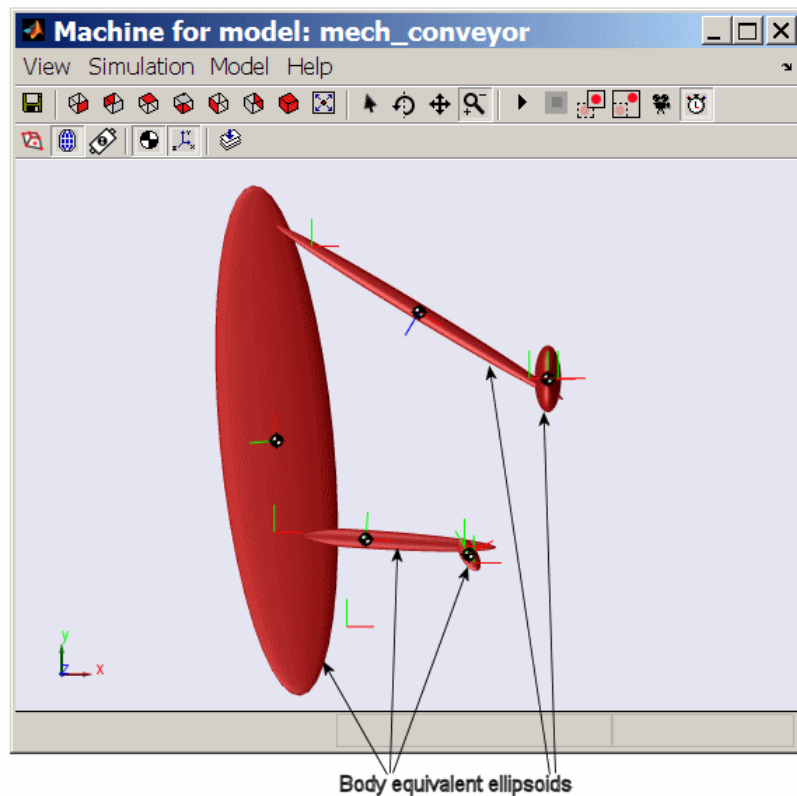 Machine for model: mech_conveyor
View Simulation Model Help
y
z x
Body equivalent ellipsoids